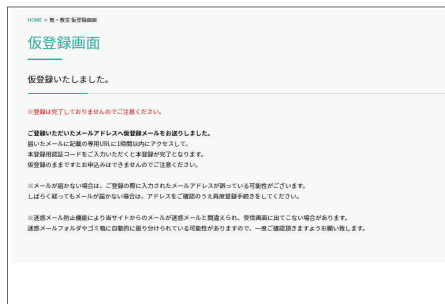 HOME > 塾・教室 仮登録画面
仮登録画面
仮登録いたしました。
※登録は完了しておりませんのでご注意ください。
ご登録いただいたメールアドレスへ仮登録メールをお送りしました。
届いたメールに記載の専用URLに1時間以内にアクセスして、
本登録用認証コードをご入力いただくと本登録が完了となります。
仮登録のままですとお申込みはできませんのでご注意ください。
※メールが届かない場合は、ご登録の際に入力されたメールアドレスが誤っている可能性がございます。
しばらく経ってもメールが届かない場合は、アドレスをご確認のうえ再度登録手続きをしてください。
※迷惑メール防止機能により当サイトからのメールが迷惑メールと間違えられ、受信画面に出てこない場合があります。
迷惑メールフォルダやゴミ箱に自動的に振り分けられている可能性がありますので、一度ご確認頂きますようお願い致します。